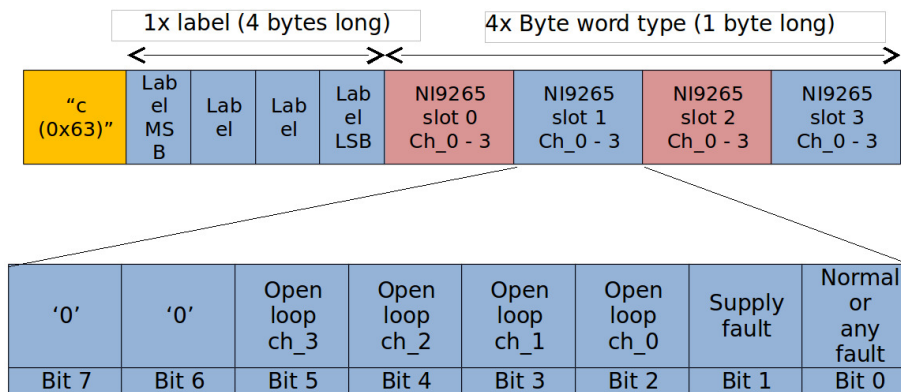 1x label (4 bytes long)
4x Byte word type (1 byte long)
“c
(0x63)”
Lab
el
MS
B
Lab
el
Lab
el
Lab
el
LSB
NI9265
slot 0
Ch_0 - 3
NI9265
slot 1
Ch_0 - 3
NI9265
slot 2
Ch_0 - 3
NI9265
slot 3
Ch_0 - 3
‘0’
‘0’
Open
loop
ch_3
Open
loop
ch_2
Open
loop
ch_1
Open
loop
ch_0
Supply
fault
Normal
or
any
fault
Bit 7
Bit 6
Bit 5
Bit 4
Bit 3
Bit 2
Bit 1
Bit 0